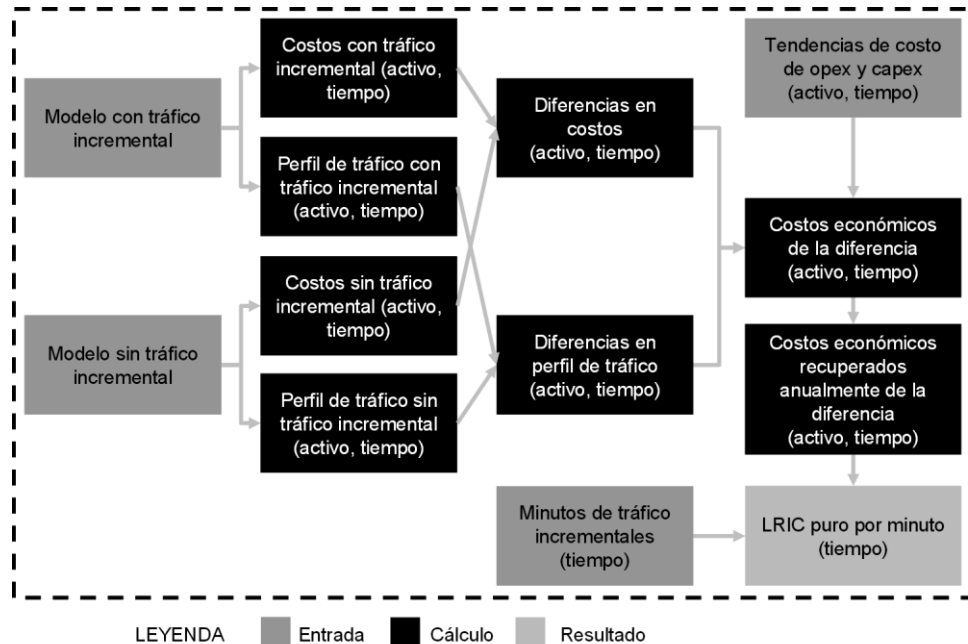 Modelo con tráfico
incremental
Modelo sin tráfico
incremental
Costos con tráfico
incremental (activo,
tiempo)
Perfil de tráfico con
tráfico incremental
(activo, tiempo)
Costos sin tráfico
incremental (activo,
tiempo)
Perfil de tráfico sin
tráfico incremental
(activo, tiempo)
Diferencias en
costos
(activo, tiempo)
Diferencias en
perfil de tráfico
(activo, tiempo)
Minutos de tráfico
incrementales
(tiempo)
Tendencias de costo
de opex y capex
(activo, tiempo)
Costos económicos
de la diferencia
(activo, tiempo)
Costos económicos
recuperados
anualmente de la
diferencia
(activo, tiempo)
LRIC puro por minuto
(tiempo)
LEYENDA Entrada Cálculo Resultado